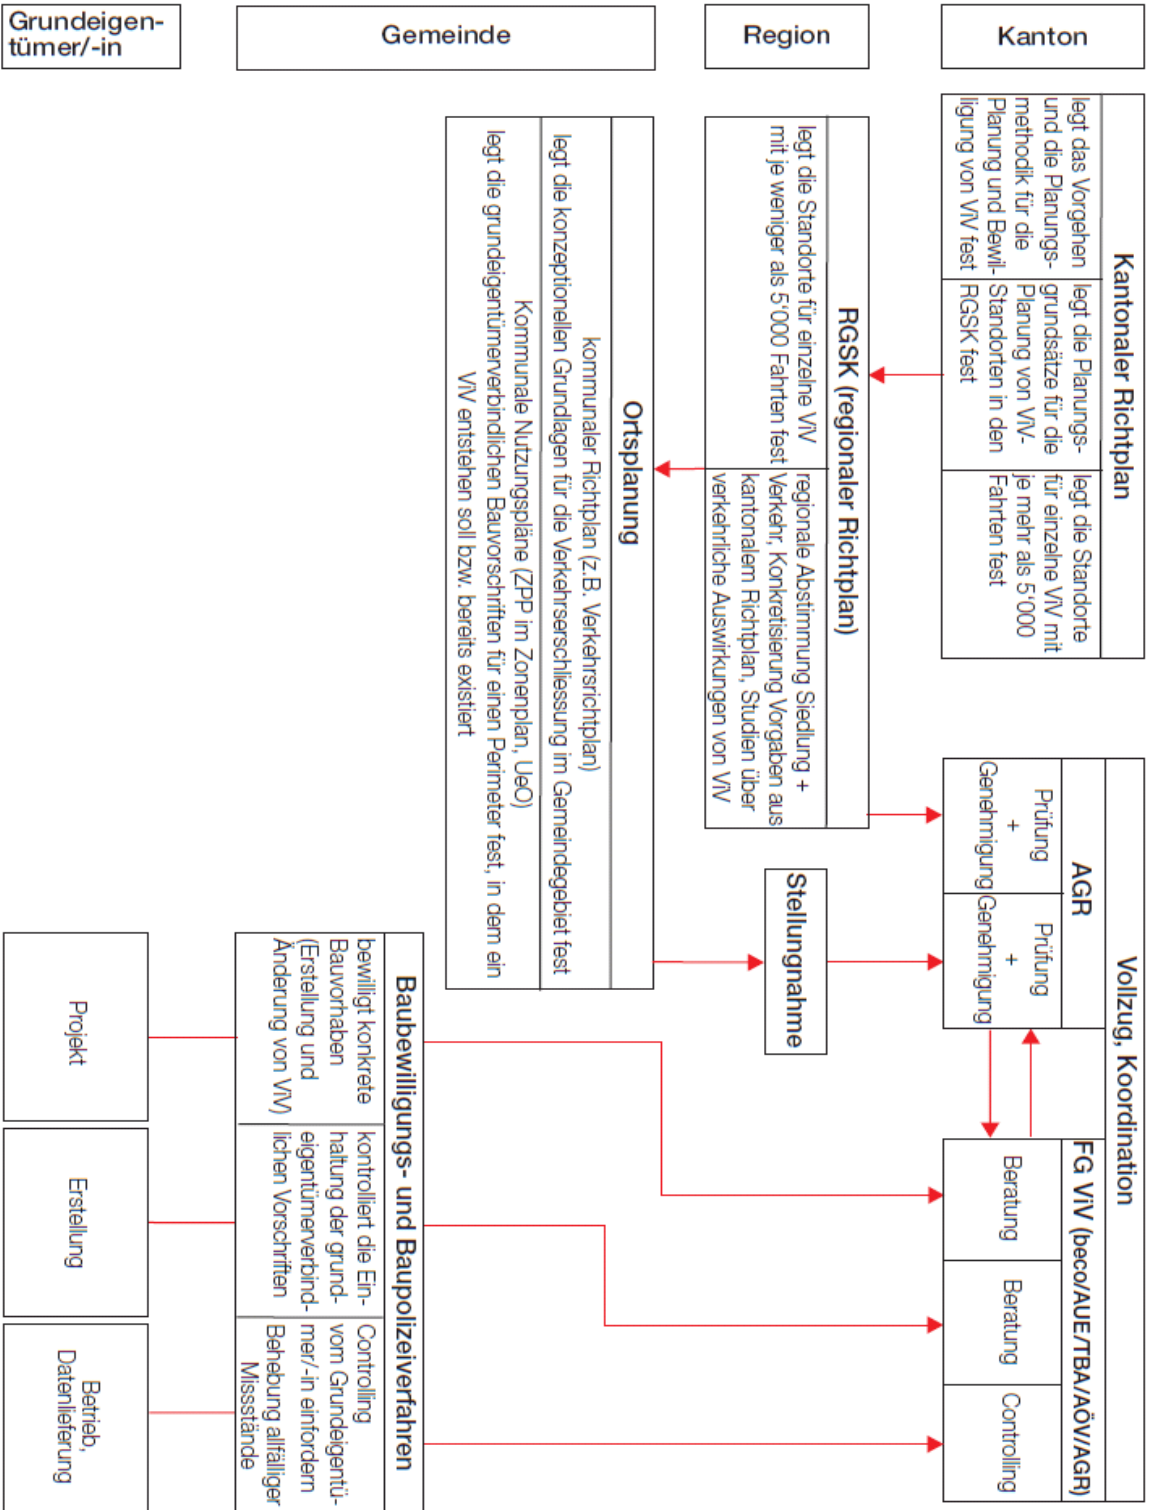 Kanton
Region
Gemeinde
Grundeigen-
tümer/-in
Kantonaler Richtplan
legt das Vorgehen
und die Planungs-
methodik für die
Planung und Bewil-
ligung von ViV fest
legt die Planungs-
grundsätze für die
Planung von ViV-
Standorten in den
RGSK fest
legt die Standorte
für einzelne ViV mit
je mehr als 5'000
Fahrten fest
Vollzug, Koordination
AGR
Prüfung
+
Genehmigung
Prüfung
+
Genehmigung
FG ViV (beco/AUE/TBA/AÖV/AGR)
Beratung
Beratung
Controlling
RGSK (regionaler Richtplan)
legt die Standorte für einzelne ViV
mit je weniger als 5'000 Fahrten fest
regionale Abstimmung Siedlung +
Verkehr, Konkretisierung Vorgaben aus
kantonalem Richtplan, Studien über
verkehrliche Auswirkungen von ViV
Stellungnahme
Ortsplanung
kommunaler Richtplan (z.B. Verkehrsrichtplan)
legt die konzeptionellen Grundlagen für die Verkehrserschliessung im Gemeindegebiet fest
Kommunale Nutzungspläne (ZPP im Zonenplan, UeO)
legt die grundeigentümerverbindlichen Bauvorschriften für einen Perimeter fest, in dem ein
ViV entstehen soll bzw. bereits existiert
Baubewilligungs- und Baupolizeiverfahren
bewilligt konkrete
Bauvorhaben
(Erstellung und
Änderung von ViV)
kontrolliert die Ein-
haltung der grund-
eigentümerverbind-
lichen Vorschriften
Controlling
vom Grundeigentü-
mer/-in einfordern
Behebung allfälliger
Missstände
Projekt
Erstellung
Betrieb,
Datenlieferung